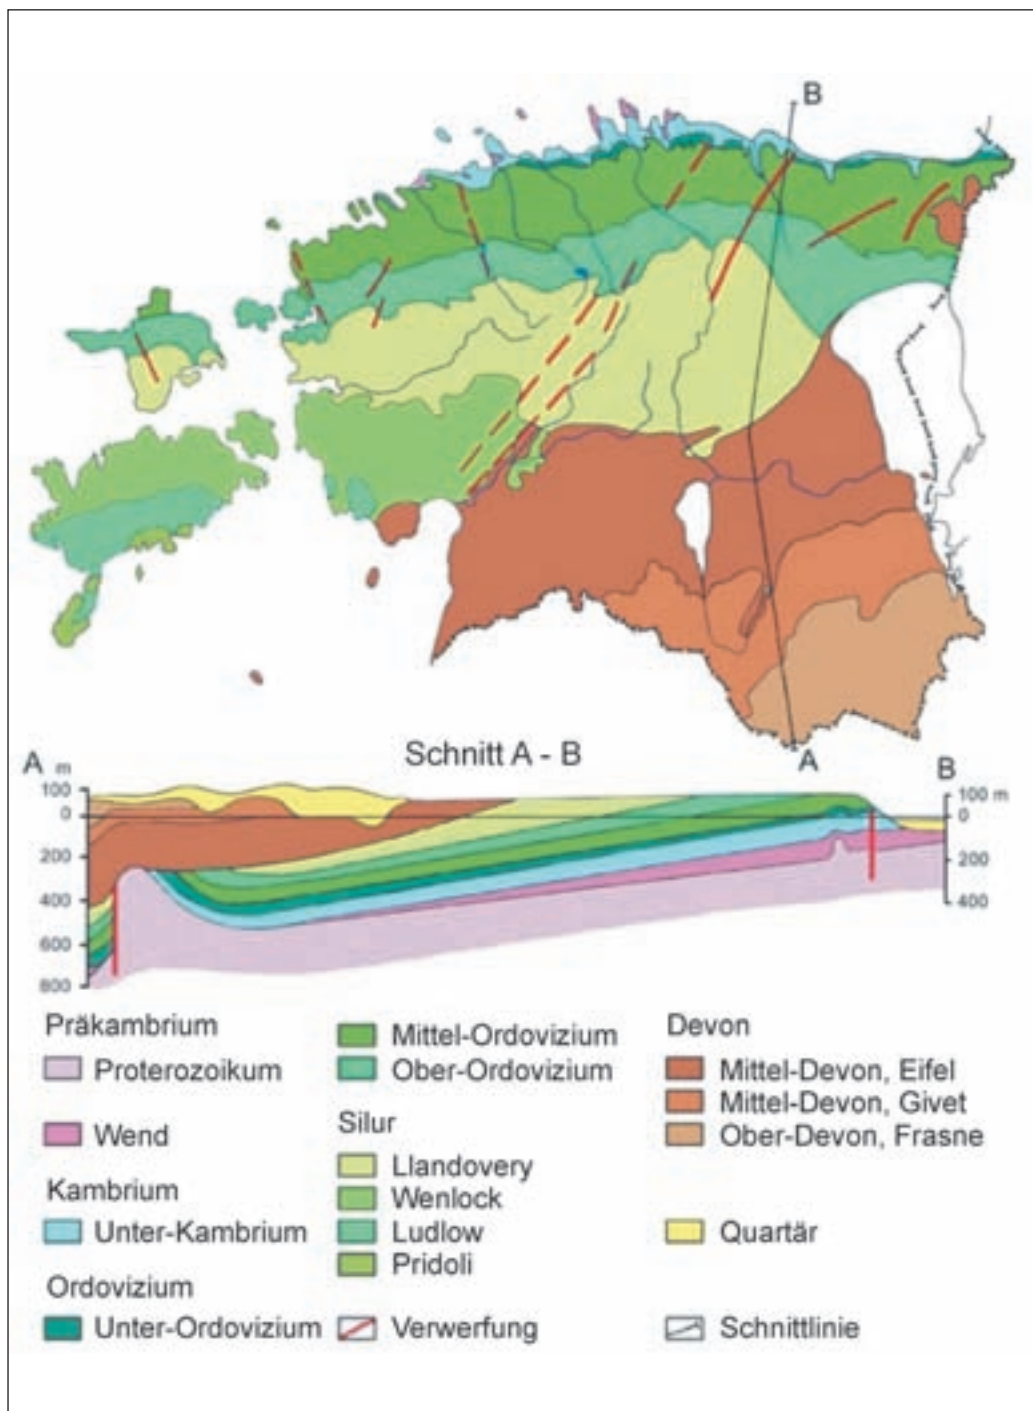 B
Schnitt A - B
A
A m
B
100
0
200
400
600
800
100 m
0
200
400
Präkambrium
Proterozoikum
Wend
Kambrium
Unter-Kambrium
Ordovizium
Unter-Ordovizium
Mittel-Ordovizium
Ober-Ordovizium
Silur
Llandovery
Wenlock
Ludlow
Pridoli
Verwerfung
Devon
Mittel-Devon, Eifel
Mittel-Devon, Givet
Ober-Devon, Frasne
Quartär
Schnittlinie